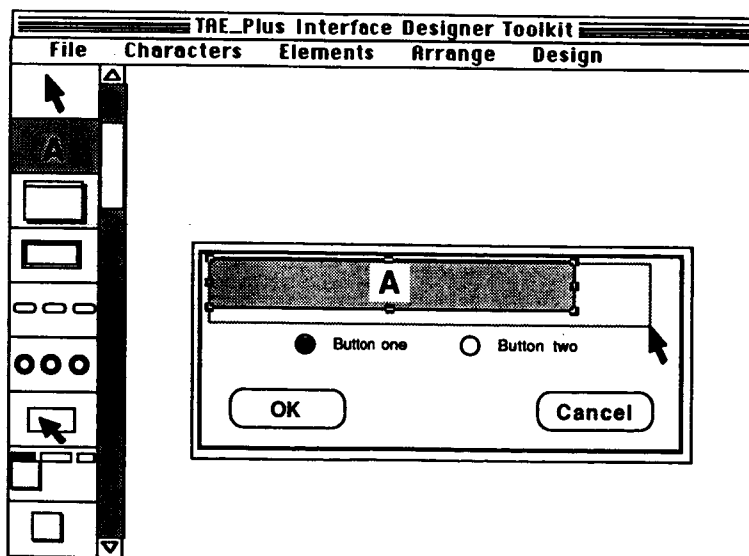 TAE_Plus Interface Designer Toolkit
File Characters Elements Arrange Design
A
A
Button one Button two
OK Cancel